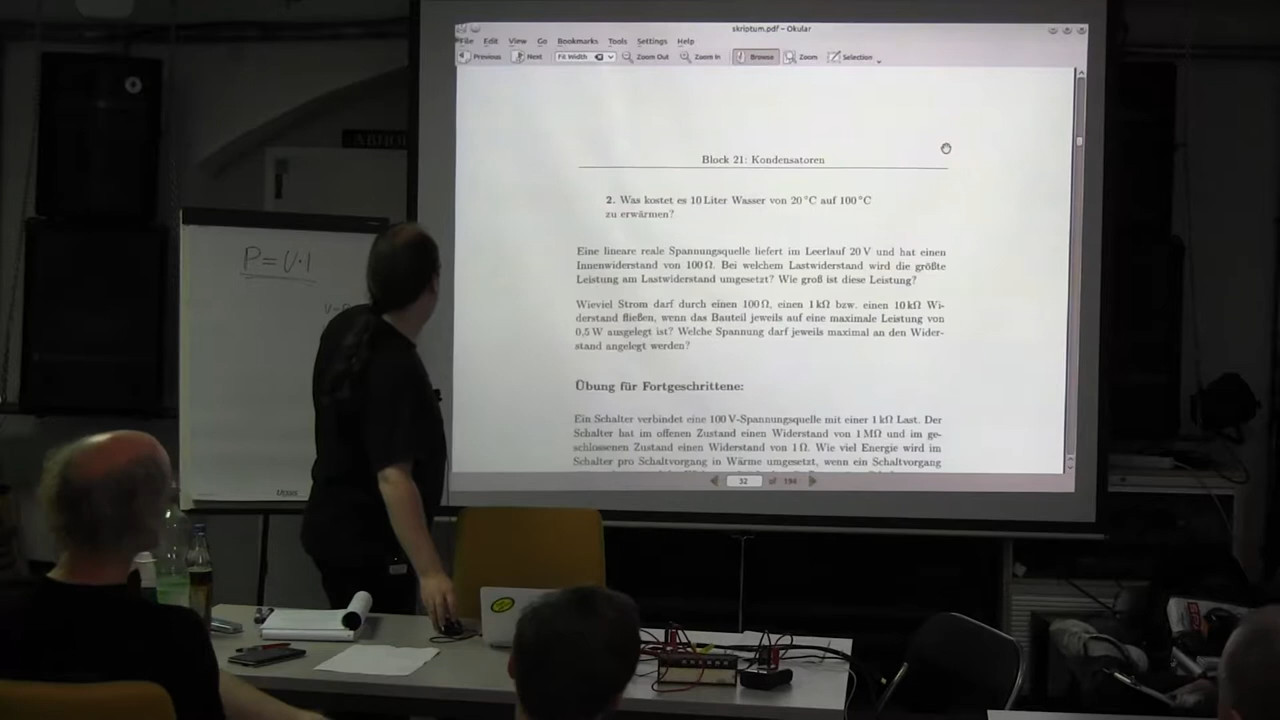 skriptum.pdf – Okular
File Edit View Go Bookmarks Tools Settings Help
Previous Next Fit Width Zoom Out Zoom In Browse Zoom Selection
Block 21: Kondensatoren
2. Was kostet es 10 Liter Wasser von 20 °C auf 100 °C
zu erwärmen?
Eine lineare reale Spannungsquelle liefert im Leerlauf 20 V und hat einen
Innenwiderstand von 100 Ω. Bei welchem Lastwiderstand wird die größte
Leistung am Lastwiderstand umgesetzt? Wie groß ist diese Leistung?
Wieviel Strom darf durch einen 100 Ω, einen 1 kΩ bzw. einen 10 kΩ Wi-
derstand fließen, wenn das Bauteil jeweils auf eine maximale Leistung von
0,5 W ausgelegt ist? Welche Spannung darf jeweils maximal an den Wider-
stand angelegt werden?
Übung für Fortgeschrittene:
Ein Schalter verbindet eine 100 V-Spannungsquelle mit einer 1 kΩ Last. Der
Schalter hat im offenen Zustand einen Widerstand von 1 MΩ und im ge-
schlossenen Zustand einen Widerstand von 1 Ω. Wie viel Energie wird im
Schalter pro Schaltvorgang in Wärme umgesetzt, wenn ein Schaltvorgang
32 of 194
P = U·I